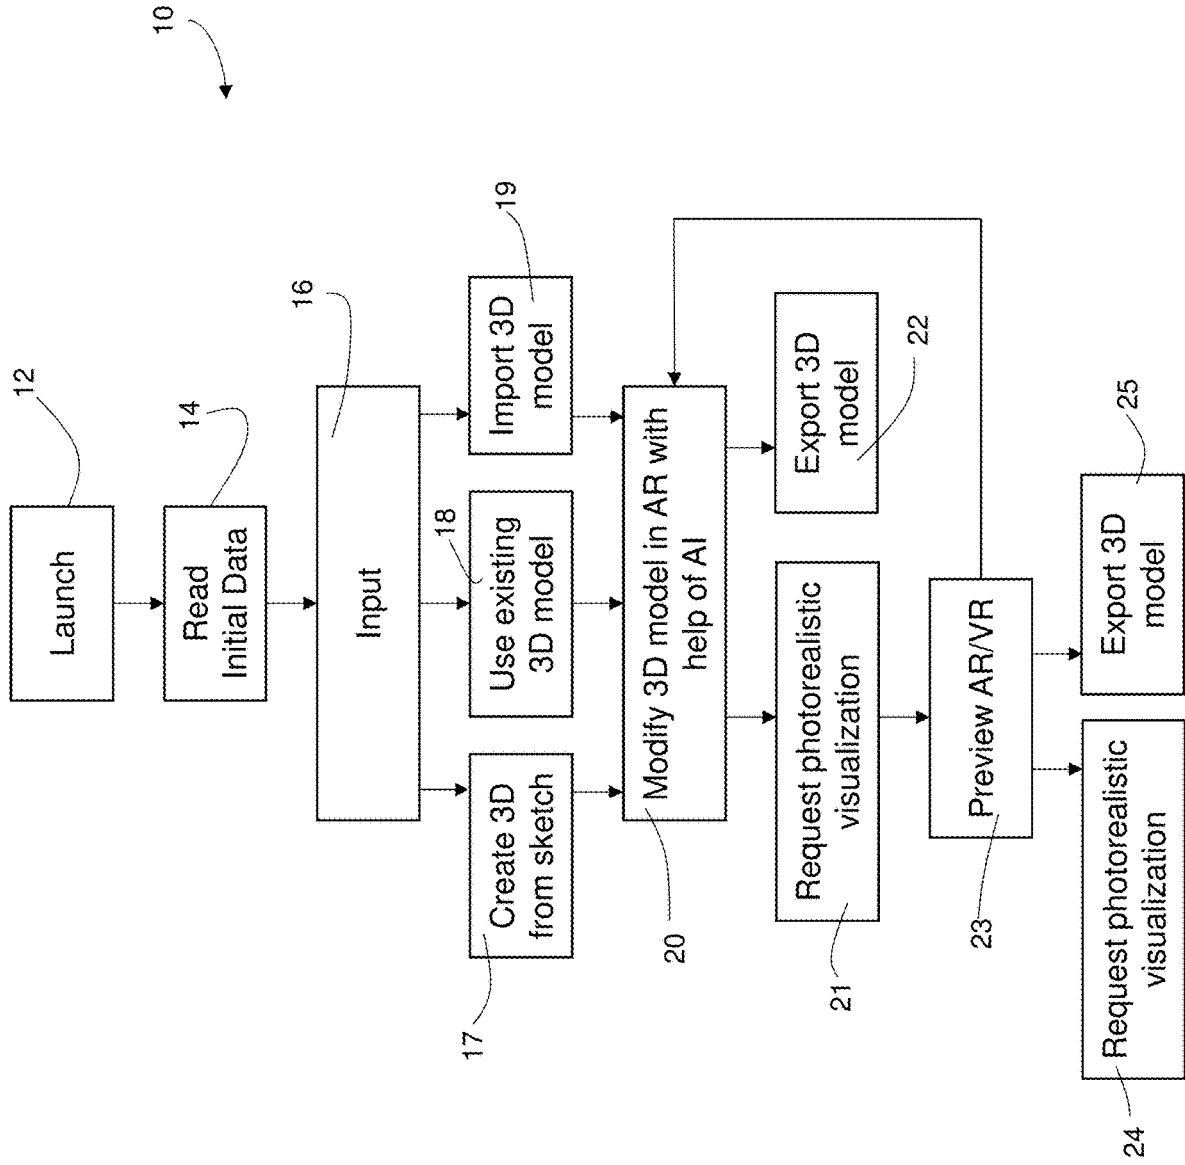 10
12
Launch
14
Read
Initial Data
16
Input
17
Create 3D
from sketch
18
Use existing
3D model
19
Import 3D
model
20
Modify 3D model in AR with
help of AI
21
Request photorealistic
visualization
22
Export 3D
model
23
Preview AR/VR
24
Request photorealistic
visualization
25
Export 3D
model